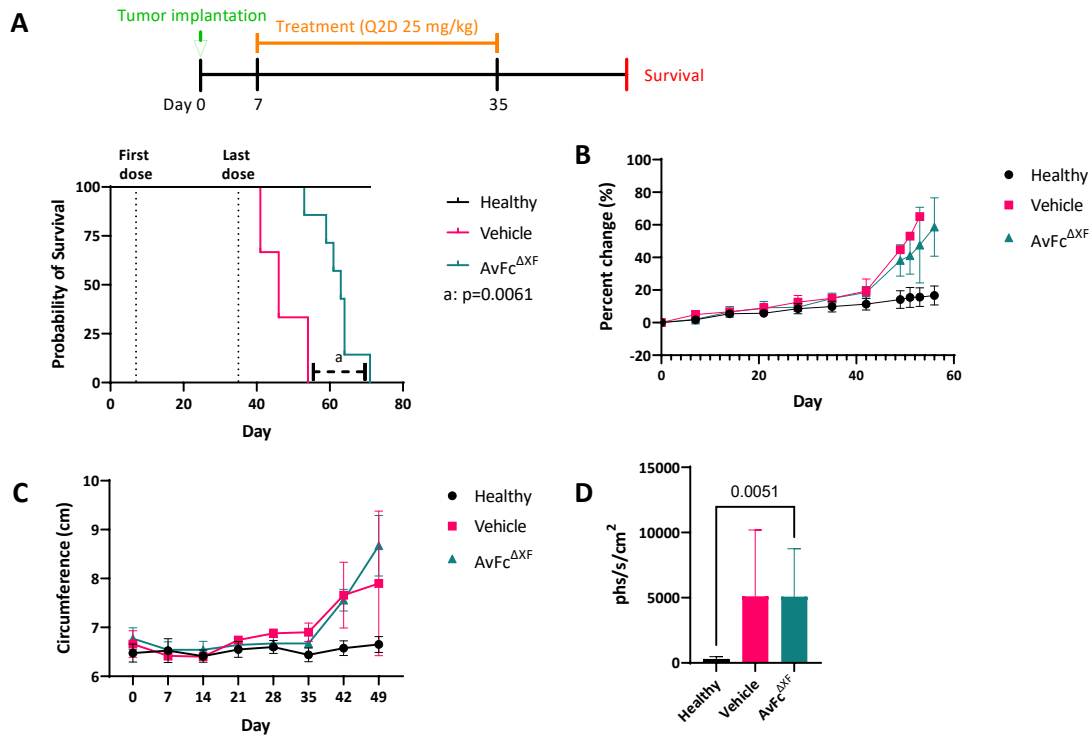 A
Tumor implantation
Treatment (Q2D 25 mg/kg)
Survival
Day 0
7
35
First dose
Last dose
100
75
50
25
0
Probability of Survival
0 20 40 60 80
Day
Healthy
Vehicle
AvFc^ΔXF
a: p=0.0061
a
B
100
80
60
40
20
0
-20
Percent change (%)
0 20 40 60
Day
Healthy
Vehicle
AvFc^ΔXF
C
10
9
8
7
6
Circumference (cm)
0 7 14 21 28 35 42 49
Day
Healthy
Vehicle
AvFc^ΔXF
D
15000
10000
5000
0
phs/s/cm²
0.0051
Healthy
Vehicle
AvFc^ΔXF